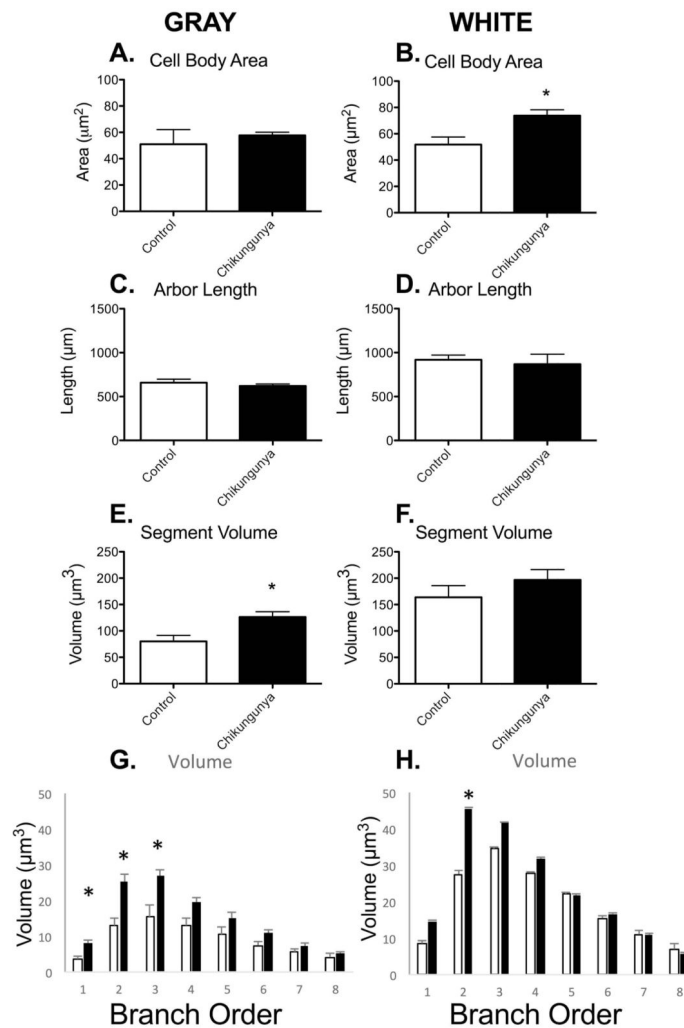 GRAY
WHITE
A.
Cell Body Area
Area (µm²)
100
80
60
40
20
0
Control
Chikungunya
B.
Cell Body Area
*
Area (µm²)
100
80
60
40
20
0
Control
Chikungunya
C.
Arbor Length
Length (µm)
1500
1000
500
0
Control
Chikungunya
D.
Arbor Length
Length (µm)
1500
1000
500
0
Control
Chikungunya
E.
Segment Volume
*
Volume (µm³)
250
200
150
100
50
0
Control
Chikungunya
F.
Segment Volume
Volume (µm³)
250
200
150
100
50
0
Control
Chikungunya
G.
Volume
Volume (µm³)
50
40
30
20
10
0
* * *
1 2 3 4 5 6 7 8
Branch Order
H.
Volume
Volume (µm³)
50
40
30
20
10
0
*
1 2 3 4 5 6 7 8
Branch Order